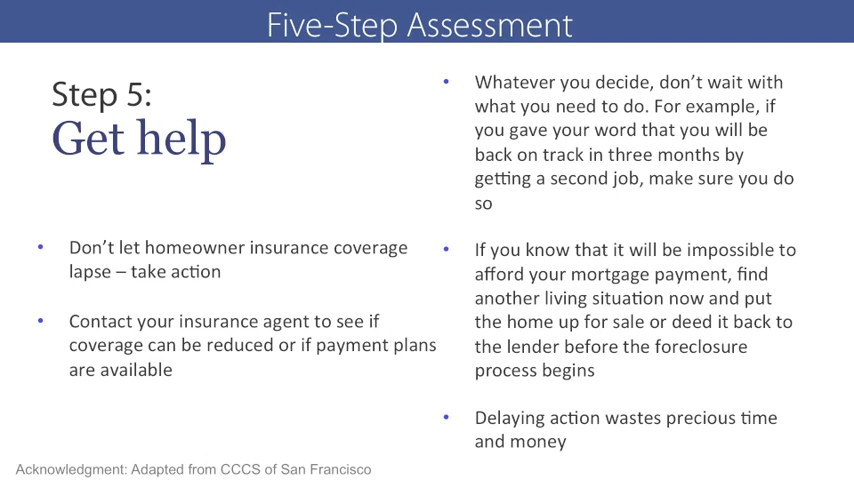 Five-Step Assessment
Step 5:
Get help
• Don’t let homeowner insurance coverage
lapse – take action
• Contact your insurance agent to see if
coverage can be reduced or if payment plans
are available
• Whatever you decide, don’t wait with
what you need to do. For example, if
you gave your word that you will be
back on track in three months by
getting a second job, make sure you do
so
• If you know that it will be impossible to
afford your mortgage payment, find
another living situation now and put
the home up for sale or deed it back to
the lender before the foreclosure
process begins
• Delaying action wastes precious time
and money
Acknowledgment: Adapted from CCCS of San Francisco